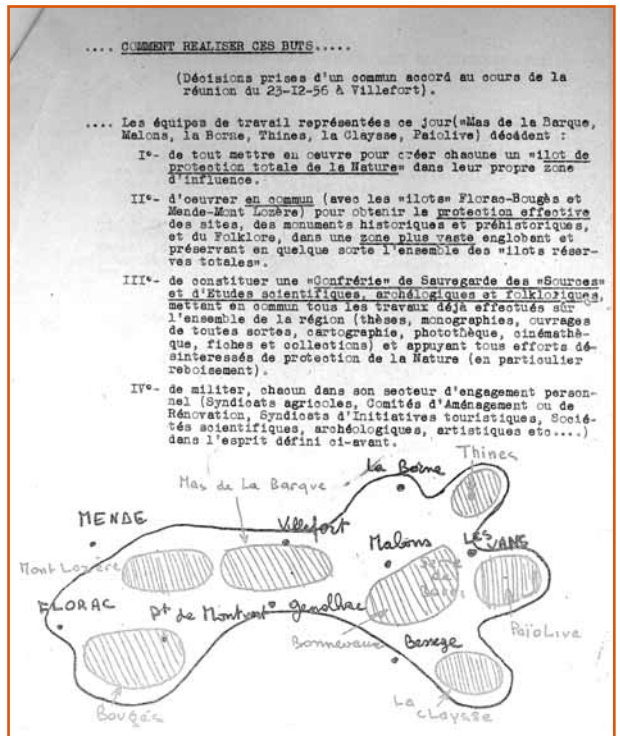 .... COMMENT REALISER CES BUTS.....
(Décisions prises d'un commun accord au cours de la
réunion du 23-12-56 à Villefort).
.... Les équipes de travail représentées ce jour("Mas de la Barque,
Malons, la Borne, Thines, la Claysse, Paiolive) décident :
I°- de tout mettre en oeuvre pour créer chacune un "ilot de
protection totale de la Nature" dans leur propre zone
d'influence.
II°- d'oeuvrer en commun (avec les "ilots" Florac-Bougès et
Mende-Mont Lozère) pour obtenir la protection effective
des sites, des monuments historiques et préhistoriques,
et du Folklore, dans une zone plus vaste englobant et
préservant en quelque sorte l'ensemble des "ilots réser-
ves totales".
III°- de constituer une "Confrérie" de Sauvegarde des "Sources"
et d'Etudes scientifiques, archélogiques et folkloriques,
mettant en commun tous les travaux déjà effectués sur
l'ensemble de la région (thèses, monographies, ouvrages
de toutes sortes, cartographie, photothèque, cinémathè-
que, fiches et collections) et appuyant tous efforts dé-
sinteressés de protection de la Nature (en particulier
reboisement).
IV°- de militer, chacun dans son secteur d'engagement person-
nel (Syndicats agricoles, Comités d'Aménagement ou de
Rénovation, Syndicats d'Initiatives touristiques, Socié-
tés scientifiques, archéologiques, artistiques etc....)
dans l'esprit défini ci-avant.
La Borne
Thines
Mas de La Barque
MENDE
Villefort
Malons
LES VANS
Mont Lozère
Serre
de
Barre
FLORAC
Pt de Montvert
genolhac
Bonnevaux
Païolive
Bessege
Bougès
La
claysse